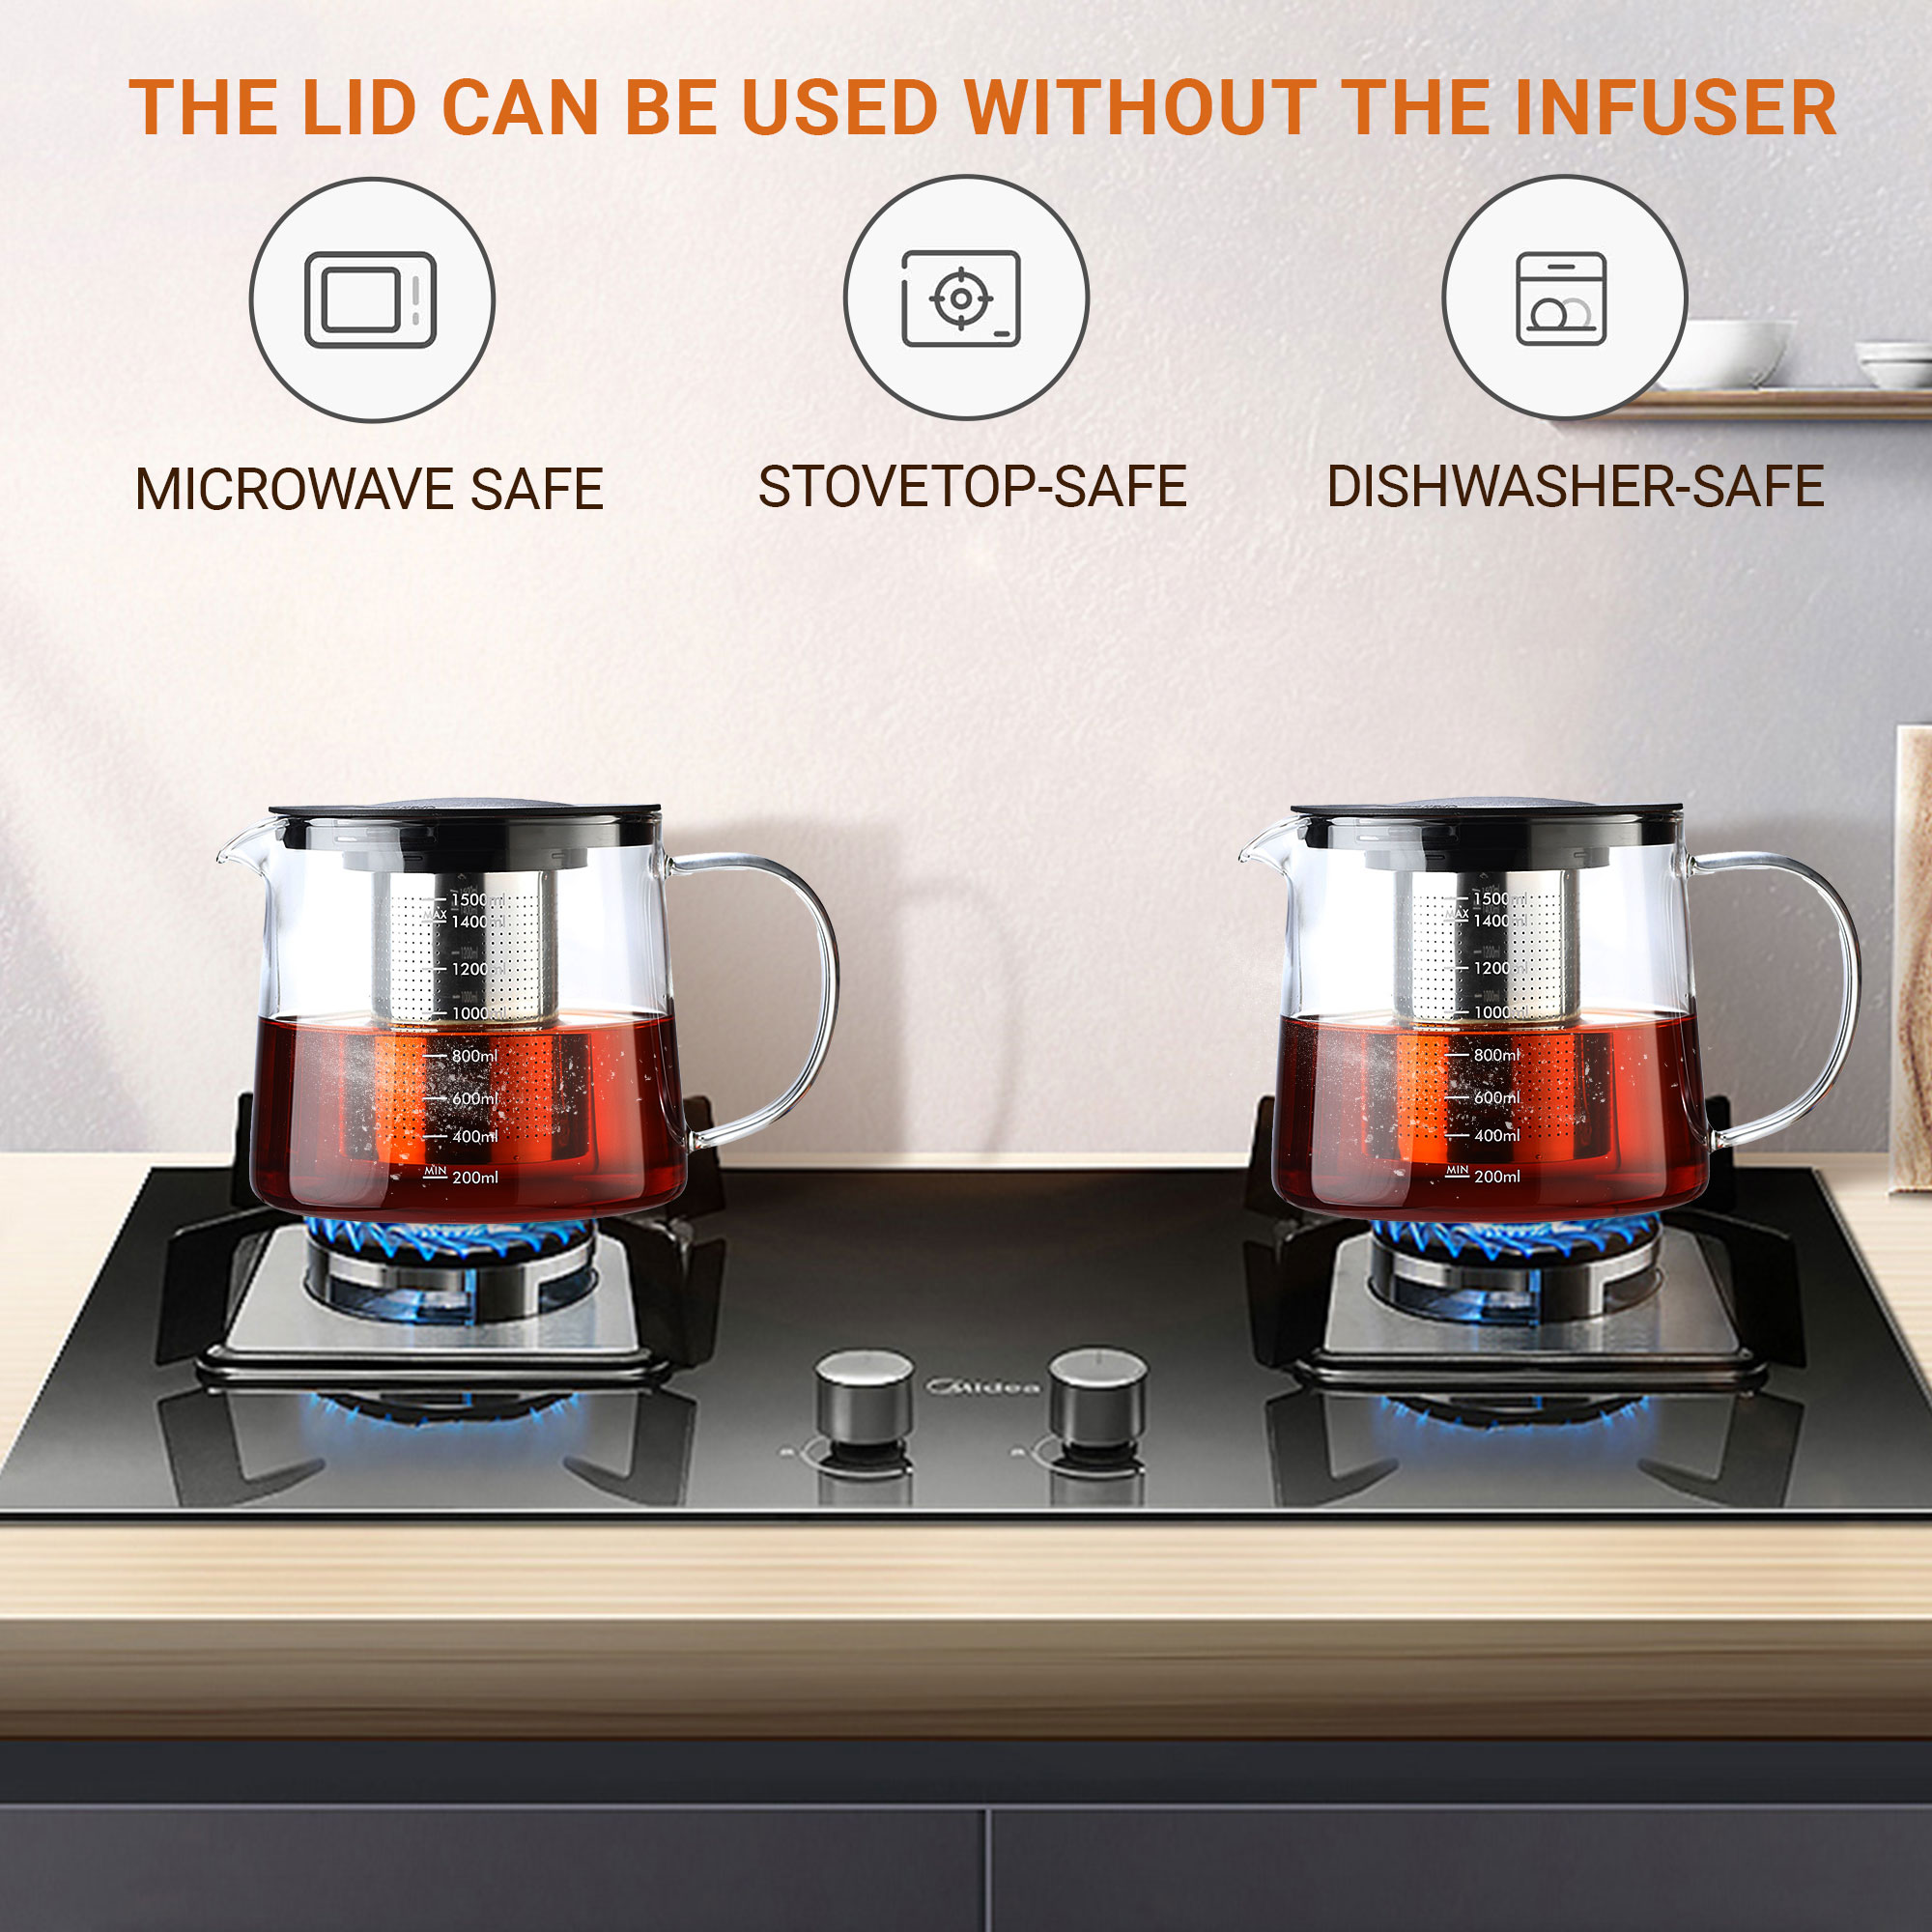 THE LID CAN BE USED WITHOUT THE INFUSER
MICROWAVE SAFE
STOVETOP-SAFE
DISHWASHER-SAFE
1500ml
MAX
1400ml
1200ml
1000ml
800ml
600ml
400ml
MIN
200ml
1500ml
MAX
1400ml
1200ml
1000ml
800ml
600ml
400ml
MIN
200ml
Midea